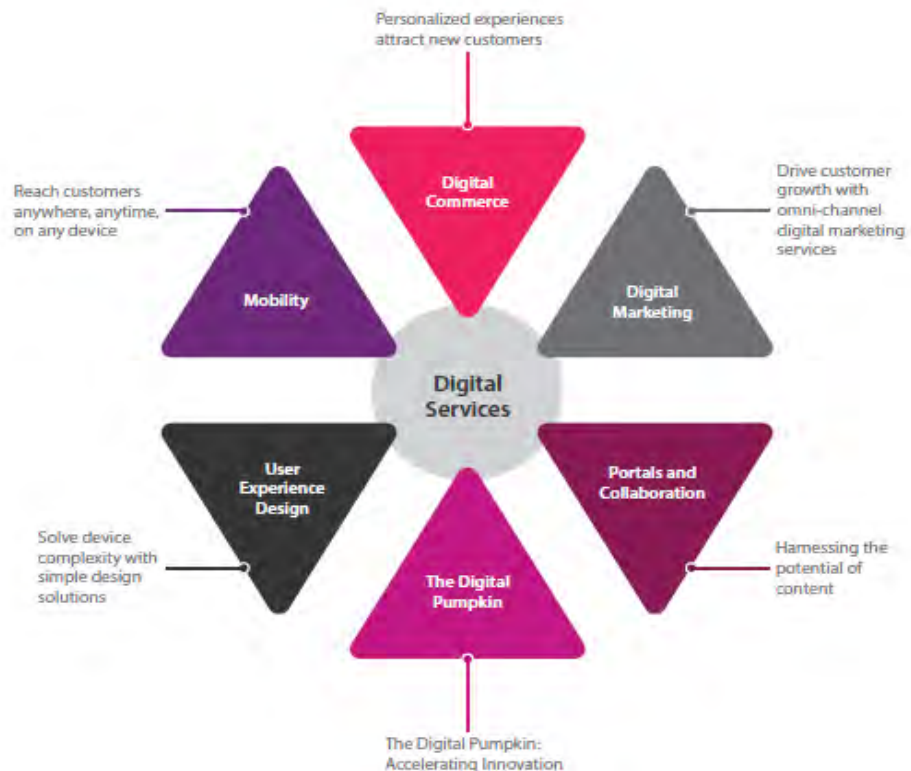 Personalized experiences
attract new customers
Digital
Commerce
Drive customer
growth with
omni-channel
digital marketing
services
Digital
Marketing
Reach customers
anywhere, anytime,
on any device
Mobility
Digital
Services
User
Experience
Design
Portals and
Collaboration
Solve device
complexity with
simple design
solutions
The Digital
Pumpkin
Harnessing the
potential of
content
The Digital Pumpkin:
Accelerating Innovation